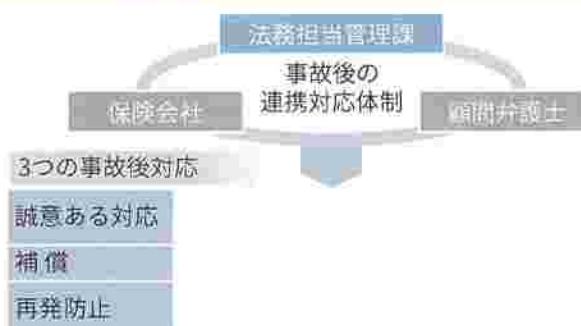 法務担当管理課
事故後の
連携対応体制
保険会社
顧問弁護士
3つの事故後対応
誠意ある対応
補償
再発防止